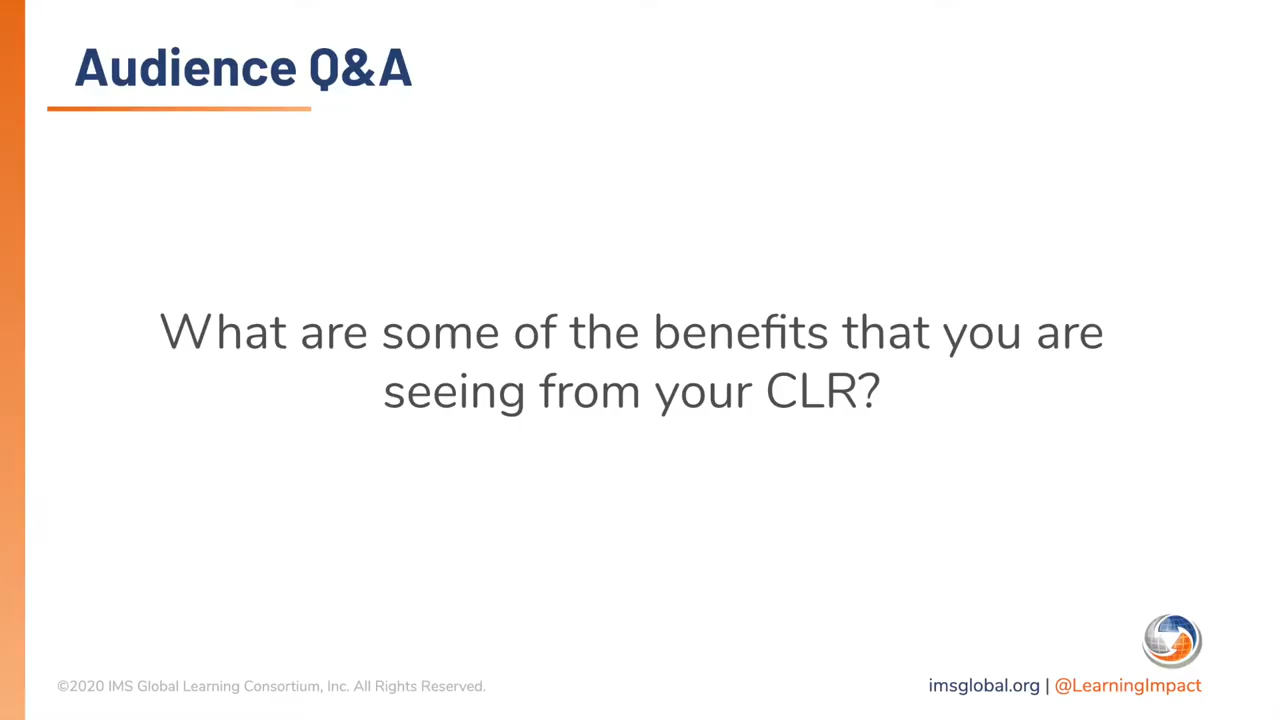 Audience Q&A
What are some of the benefits that you are
seeing from your CLR?
©2020 IMS Global Learning Consortium, Inc. All Rights Reserved.
imsglobal.org | @LearningImpact